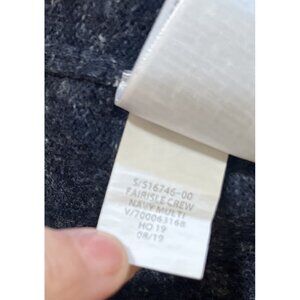 S/516746-00
FAIRISLE CREW
NAVY MULTI
V/700063168
HO 19
08/19